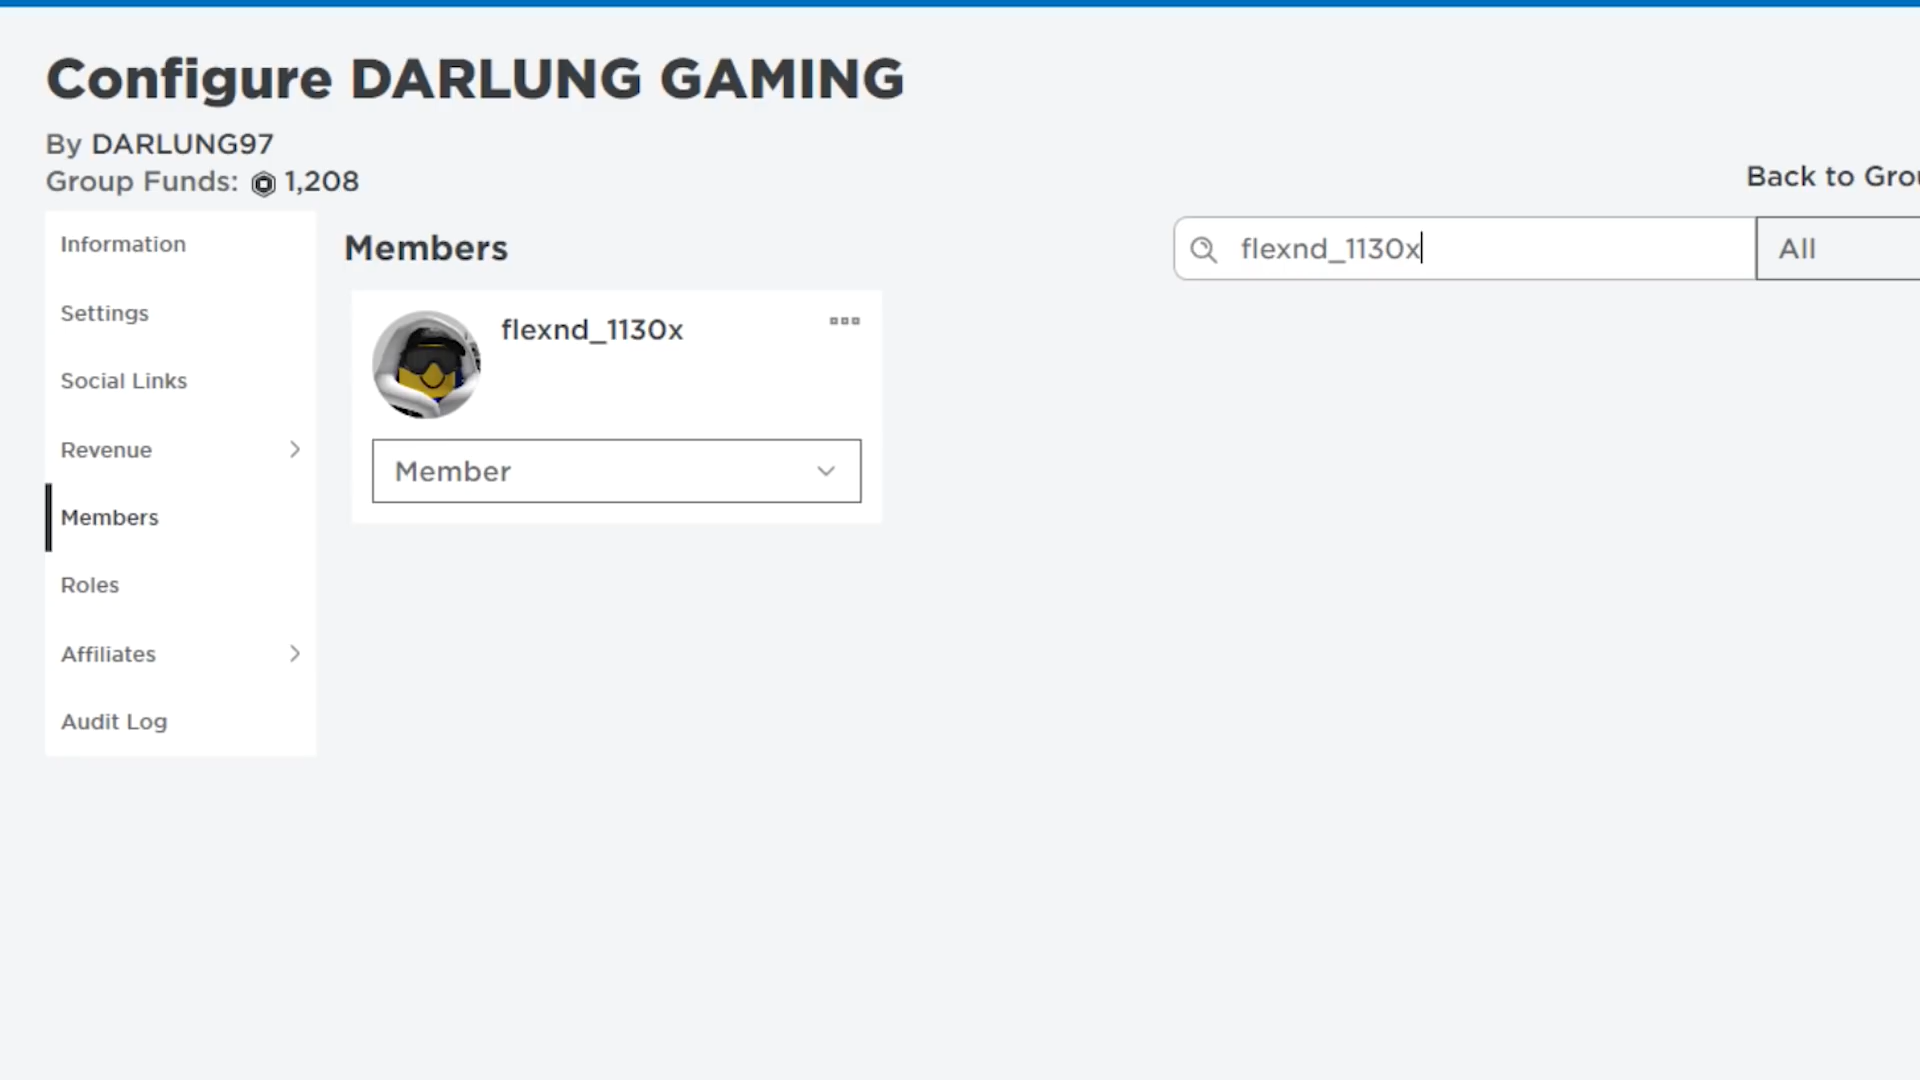 Configure DARLUNG GAMING
By DARLUNG97
Group Funds: 1,208
Back to Grou
Information
Settings
Social Links
Revenue
Members
Roles
Affiliates
Audit Log
Members
flexnd_1130x
All
flexnd_1130x
Member